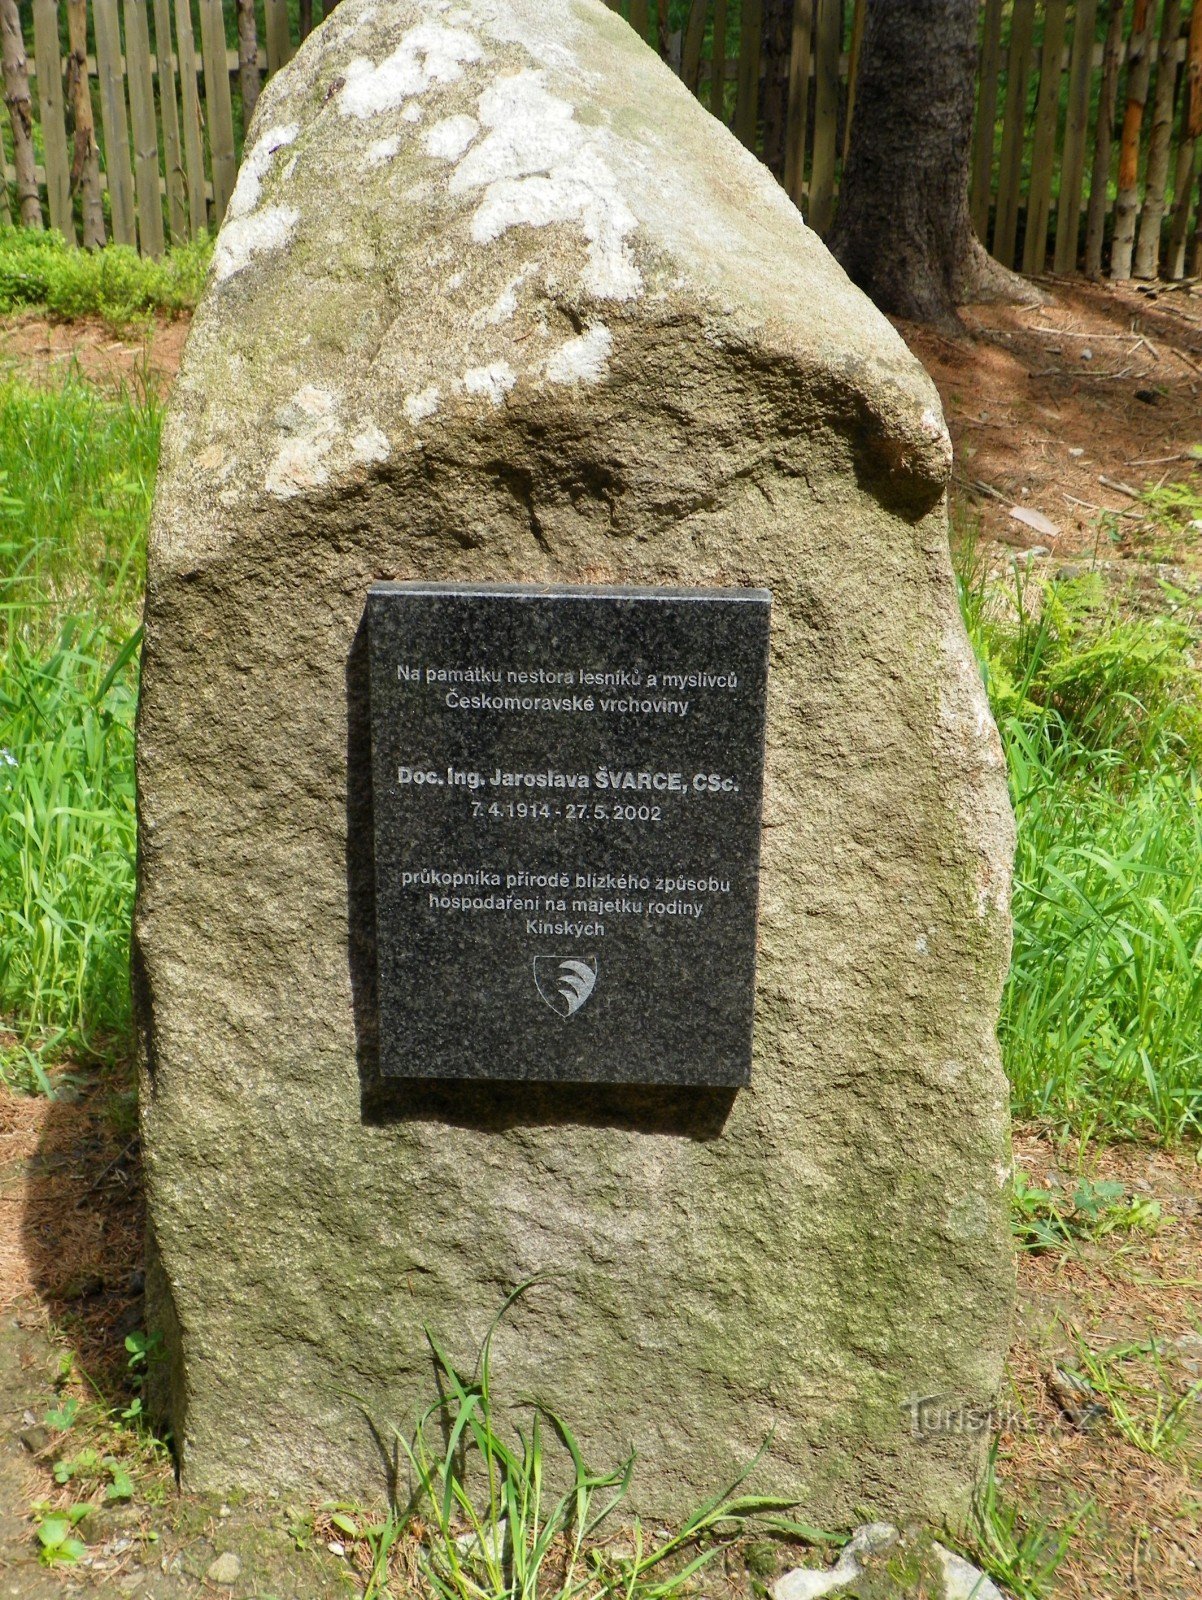 Na památku nestora lesníků a myslivců
Českomoravské vrchoviny
Doc. Ing. Jaroslava ŠVARCE, CSc.
7. 4. 1914 - 27. 5. 2002
průkopníka přírodě blízkého způsobu
hospodaření na majetku rodiny
Kinských
Turistika.cz